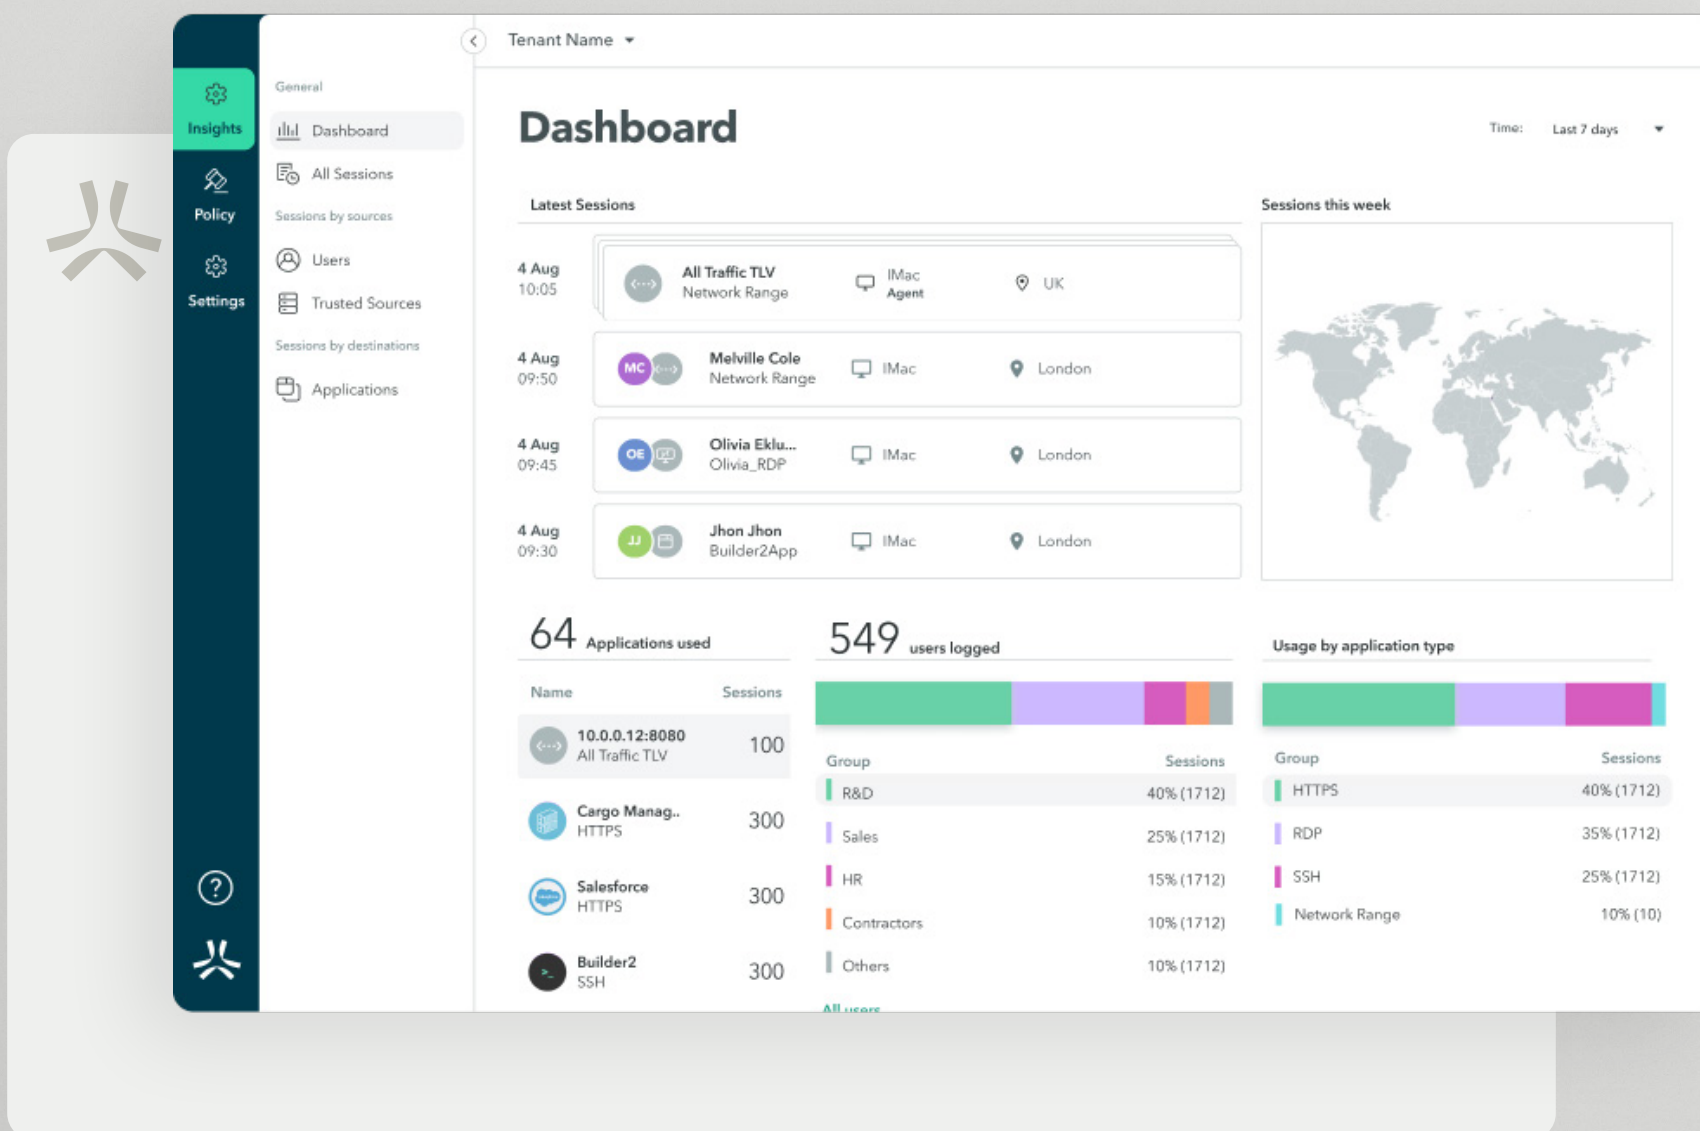 Tenant Name
Insights
Policy
Settings
General
Dashboard
All Sessions
Sessions by sources
Users
Trusted Sources
Sessions by destinations
Applications
Dashboard
Time: Last 7 days
Latest Sessions
4 Aug
10:05
All Traffic TLV
Network Range
IMac
Agent
UK
4 Aug
09:50
MC
Melville Cole
Network Range
IMac
London
4 Aug
09:45
OE
Olivia Eklu...
Olivia_RDP
IMac
London
4 Aug
09:30
JJ
Jhon Jhon
Builder2App
IMac
London
Sessions this week
64 Applications used
Name Sessions
10.0.0.12:8080
All Traffic TLV
100
Cargo Manag..
HTTPS
300
Salesforce
HTTPS
300
Builder2
SSH
300
549 users logged
Group Sessions
R&D 40% (1712)
Sales 25% (1712)
HR 15% (1712)
Contractors 10% (1712)
Others 10% (1712)
All users
Usage by application type
Group Sessions
HTTPS 40% (1712)
RDP 35% (1712)
SSH 25% (1712)
Network Range 10% (10)